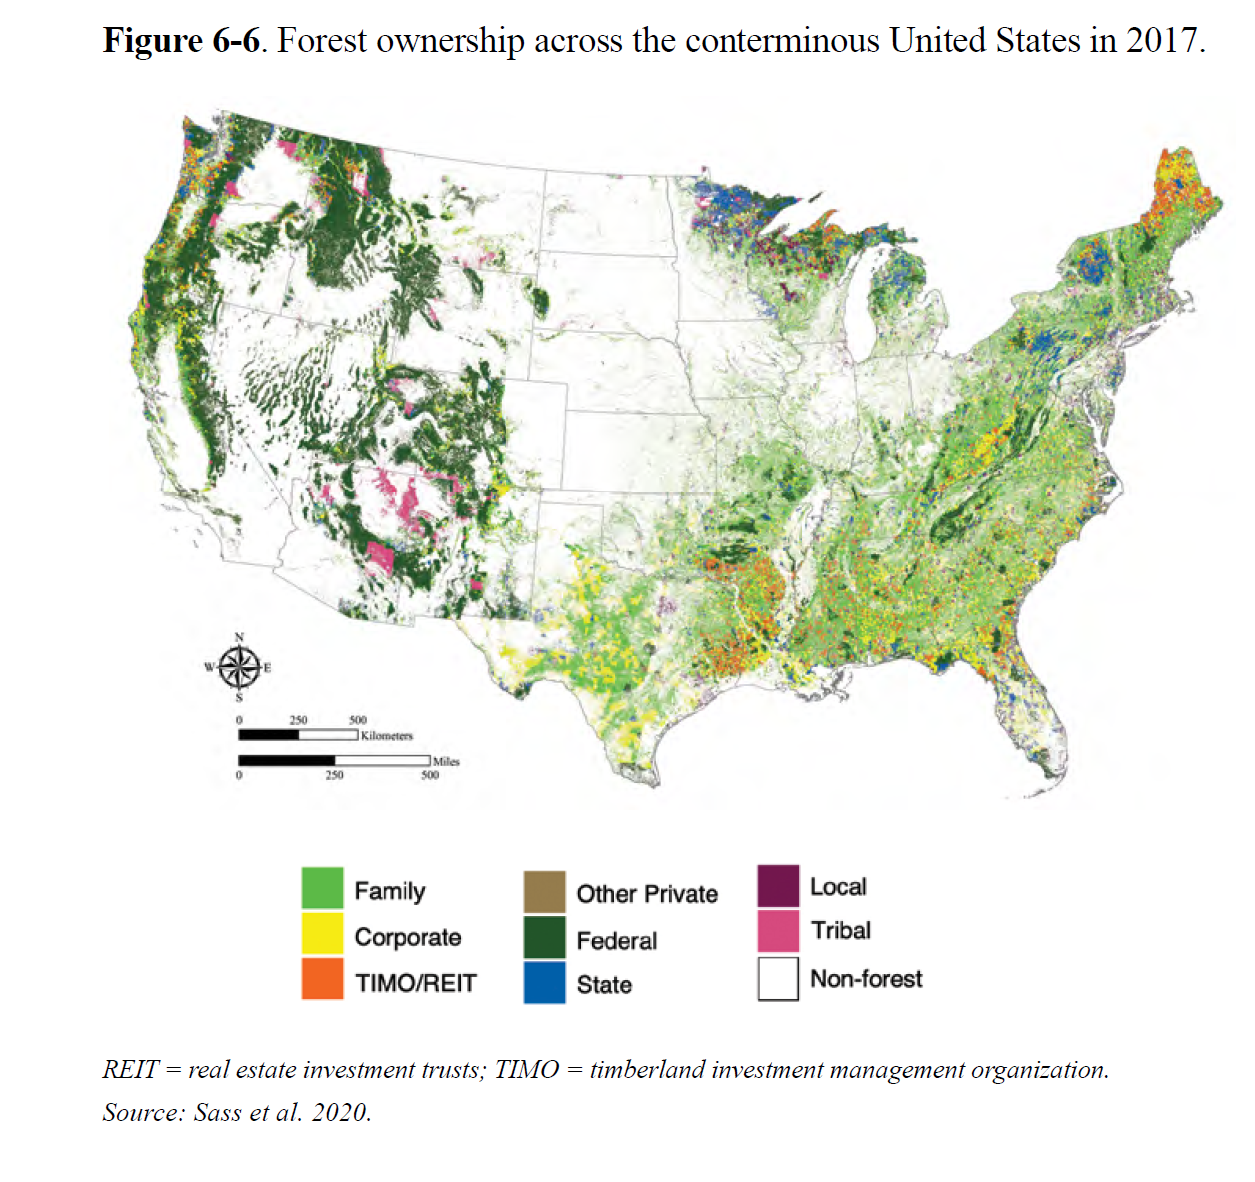 Figure 6-6. Forest ownership across the conterminous United States in 2017.
N
W E
S
0 250 500
Kilometers
Miles
0 250 500
Family
Corporate
TIMO/REIT
Other Private
Federal
State
Local
Tribal
Non-forest
REIT = real estate investment trusts; TIMO = timberland investment management organization.
Source: Sass et al. 2020.